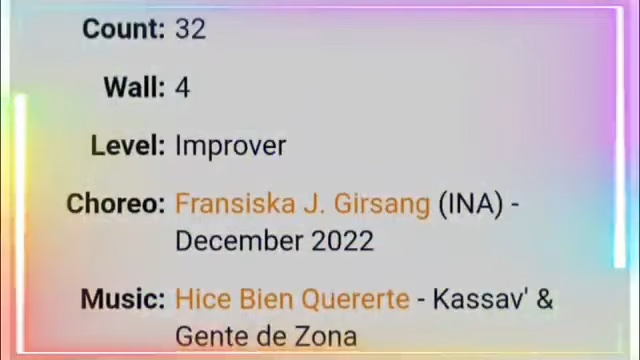 Count: 32
Wall: 4
Level: Improver
Choreo: Fransiska J. Girsang (INA) -
December 2022
Music: Hice Bien Quererte - Kassav' &
Gente de Zona